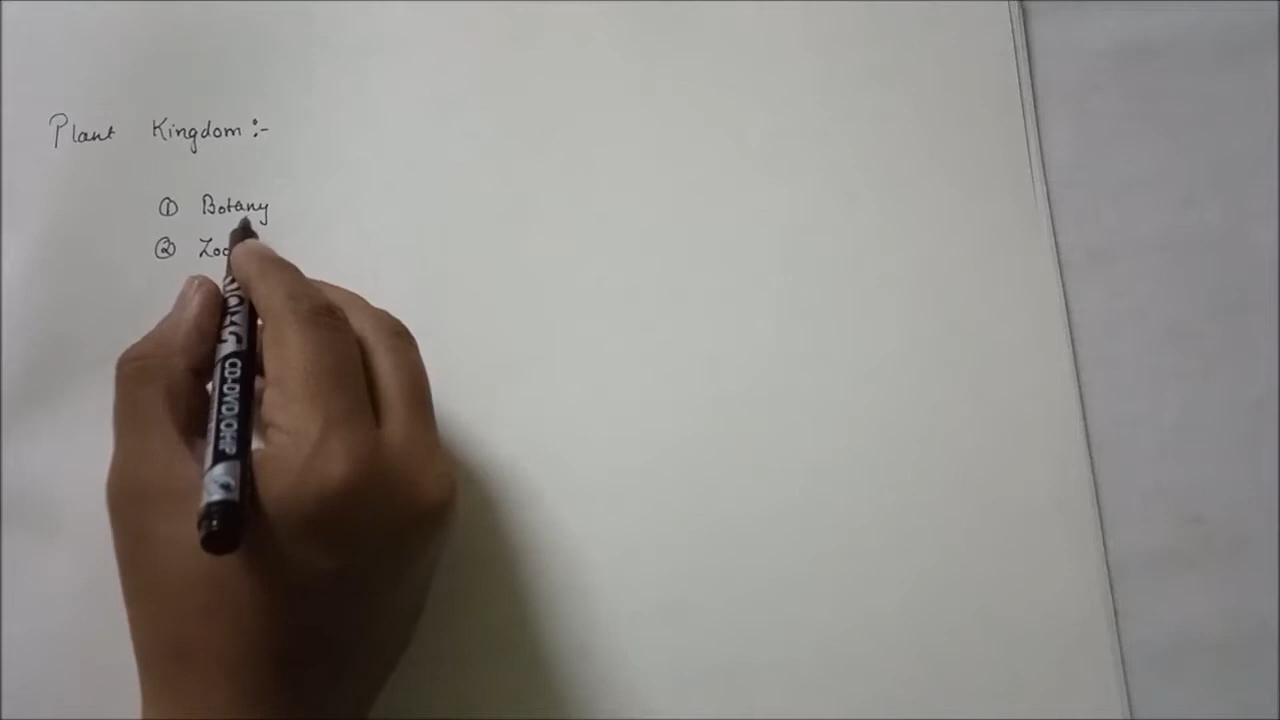 Plant Kingdom :-
① Botany
② Zoo
CD-DVD/OHP